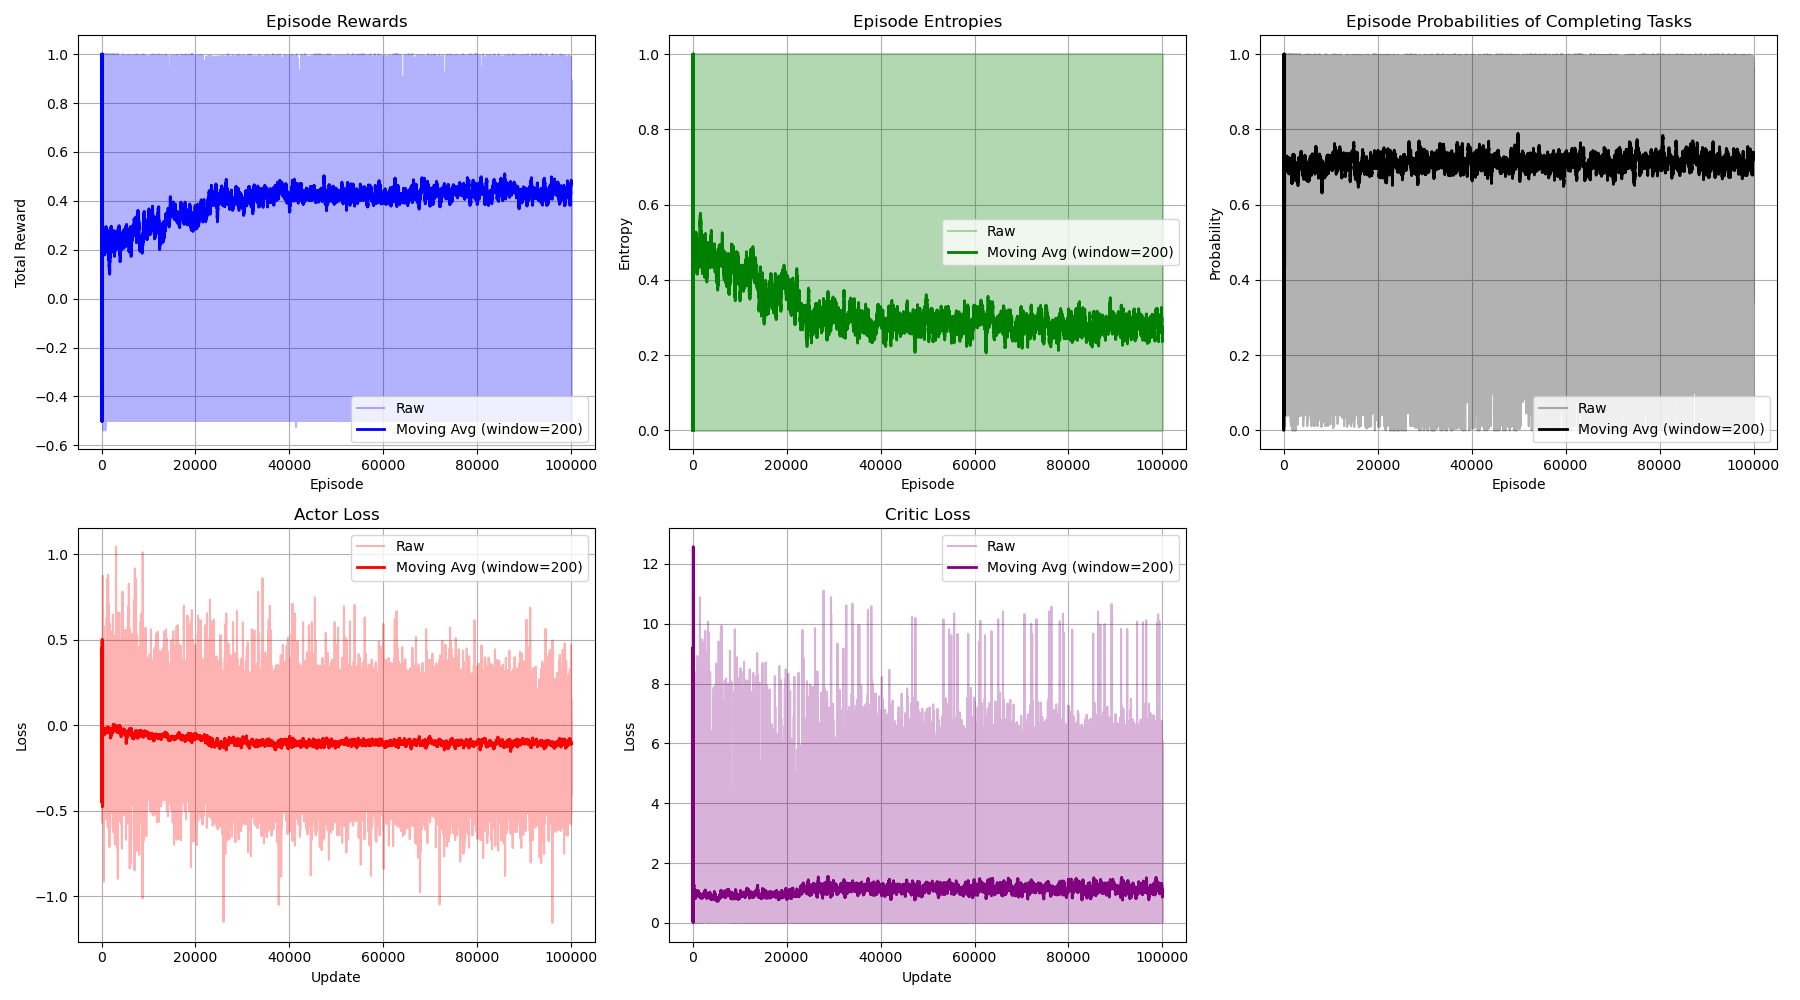 Episode Rewards
Total Reward
1.0
0.8
0.6
0.4
0.2
0.0
−0.2
−0.4
−0.6
Raw
Moving Avg (window=200)
0 20000 40000 60000 80000 100000
Episode
Episode Entropies
Entropy
1.0
0.8
0.6
0.4
0.2
0.0
Raw
Moving Avg (window=200)
0 20000 40000 60000 80000 100000
Episode
Episode Probabilities of Completing Tasks
Probability
1.0
0.8
0.6
0.4
0.2
0.0
Raw
Moving Avg (window=200)
0 20000 40000 60000 80000 100000
Episode
Actor Loss
Loss
1.0
0.5
0.0
−0.5
−1.0
Raw
Moving Avg (window=200)
0 20000 40000 60000 80000 100000
Update
Critic Loss
Loss
12
10
8
6
4
2
0
Raw
Moving Avg (window=200)
0 20000 40000 60000 80000 100000
Update